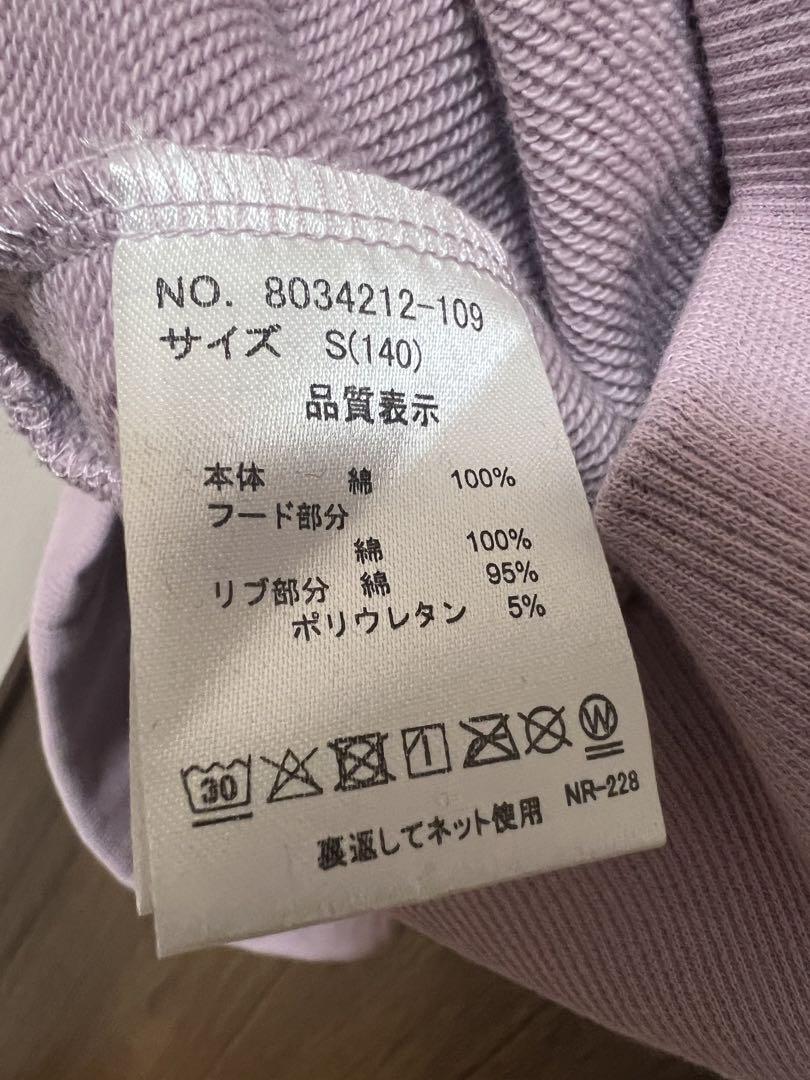 NO. 8034212-109
サイズ S(140)
品質表示
本体 綿 100%
フード部分
綿 100%
リブ部分 綿 95%
ポリウレタン 5%
30 W
裏返してネット使用 NR-228